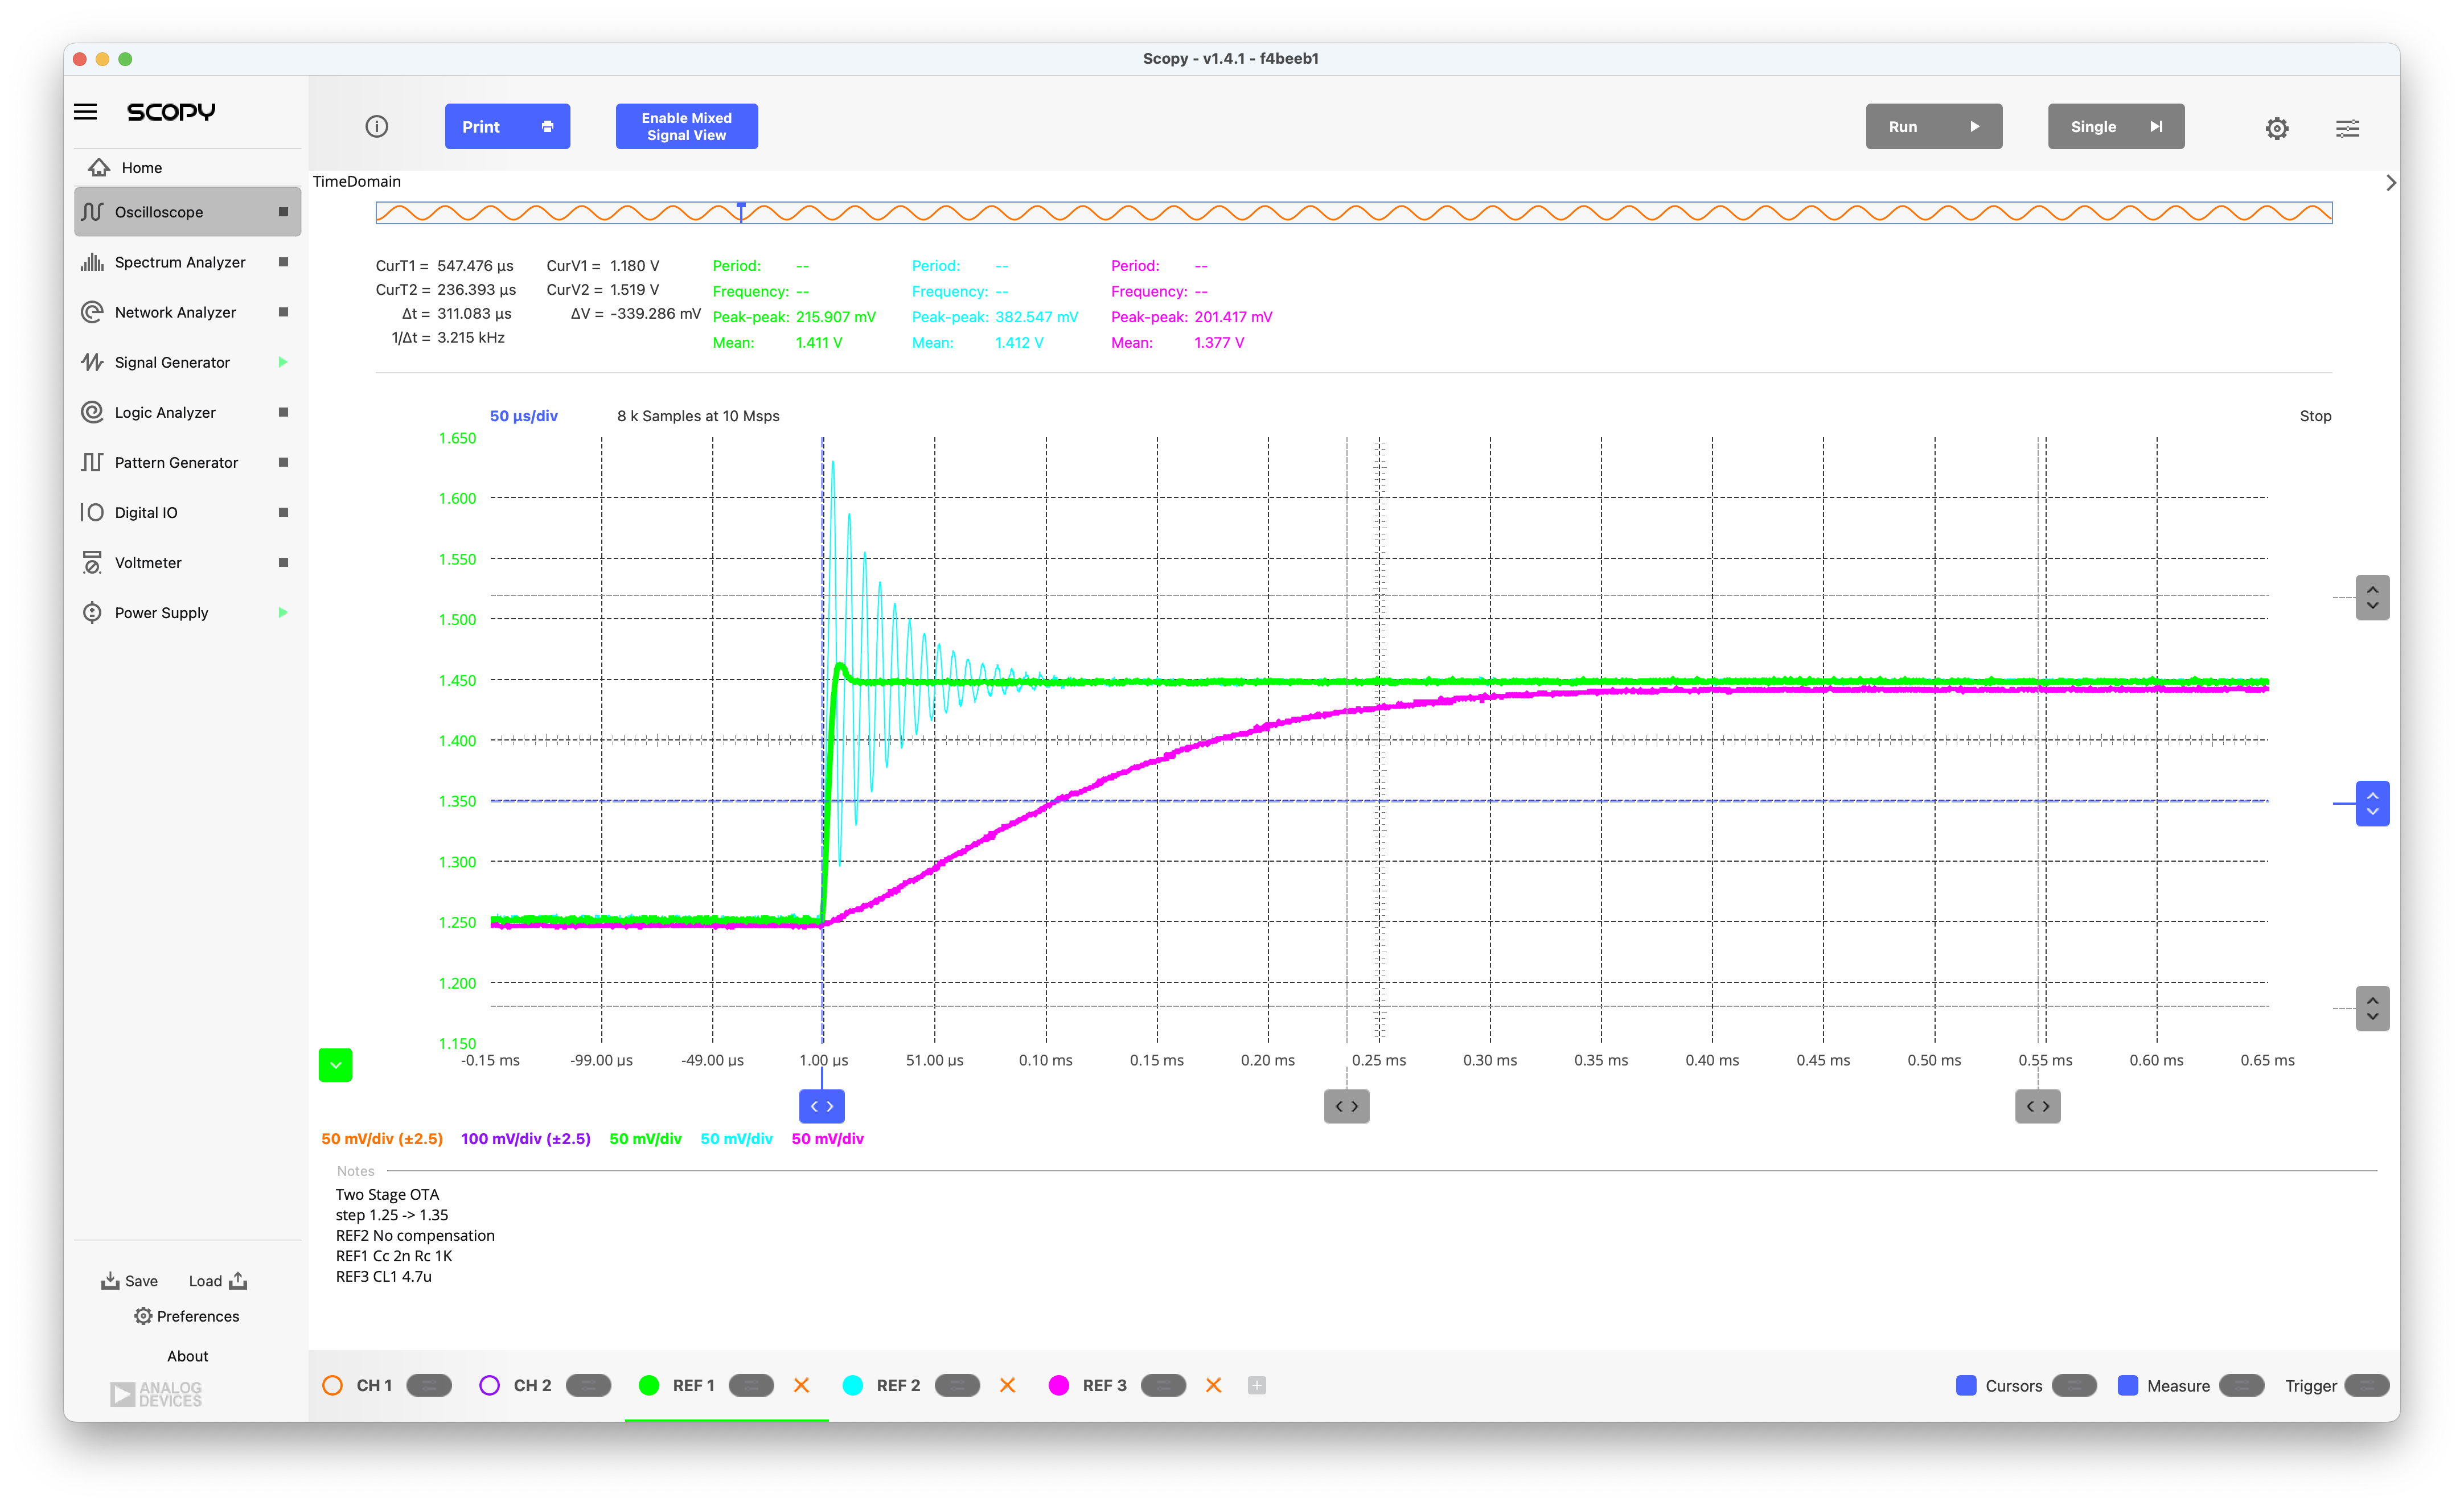 Scopy - v1.4.1 - f4beeb1
SCOPY
Print
Enable Mixed
Signal View
Run
Single
Home
Oscilloscope
Spectrum Analyzer
Network Analyzer
Signal Generator
Logic Analyzer
Pattern Generator
Digital IO
Voltmeter
Power Supply
Save Load
Preferences
About
ANALOG
DEVICES
TimeDomain
CurT1 = 547.476 µs CurV1 = 1.180 V
CurT2 = 236.393 µs CurV2 = 1.519 V
Δt = 311.083 µs ΔV = -339.286 mV
1/Δt = 3.215 kHz
Period: -- Period: -- Period: --
Frequency: -- Frequency: -- Frequency: --
Peak-peak: 215.907 mV Peak-peak: 382.547 mV Peak-peak: 201.417 mV
Mean: 1.411 V Mean: 1.412 V Mean: 1.377 V
50 µs/div 8 k Samples at 10 Msps Stop
1.650
1.600
1.550
1.500
1.450
1.400
1.350
1.300
1.250
1.200
1.150
-0.15 ms -99.00 µs -49.00 µs 1.00 µs 51.00 µs 0.10 ms 0.15 ms 0.20 ms 0.25 ms 0.30 ms 0.35 ms 0.40 ms 0.45 ms 0.50 ms 0.55 ms 0.60 ms 0.65 ms
50 mV/div (±2.5) 100 mV/div (±2.5) 50 mV/div 50 mV/div 50 mV/div
Notes
Two Stage OTA
step 1.25 -> 1.35
REF2 No compensation
REF1 Cc 2n Rc 1K
REF3 CL1 4.7u
CH 1 CH 2 REF 1 REF 2 REF 3 Cursors Measure Trigger